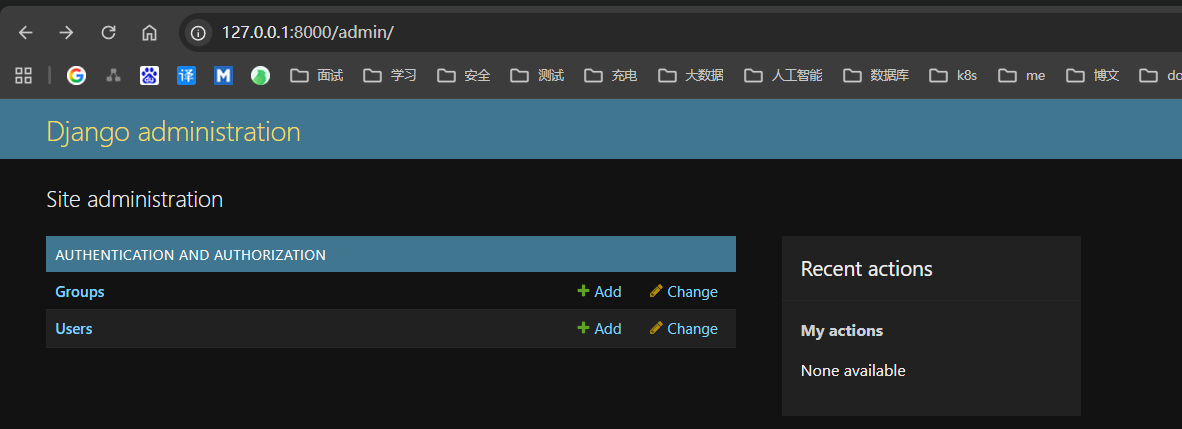 127.0.0.1:8000/admin/
G du 译 M 面试 学习 安全 测试 充电 大数据 人工智能 数据库 k8s me 博文 do
Django administration
Site administration
AUTHENTICATION AND AUTHORIZATION
Groups Add Change
Users Add Change
Recent actions
My actions
None available